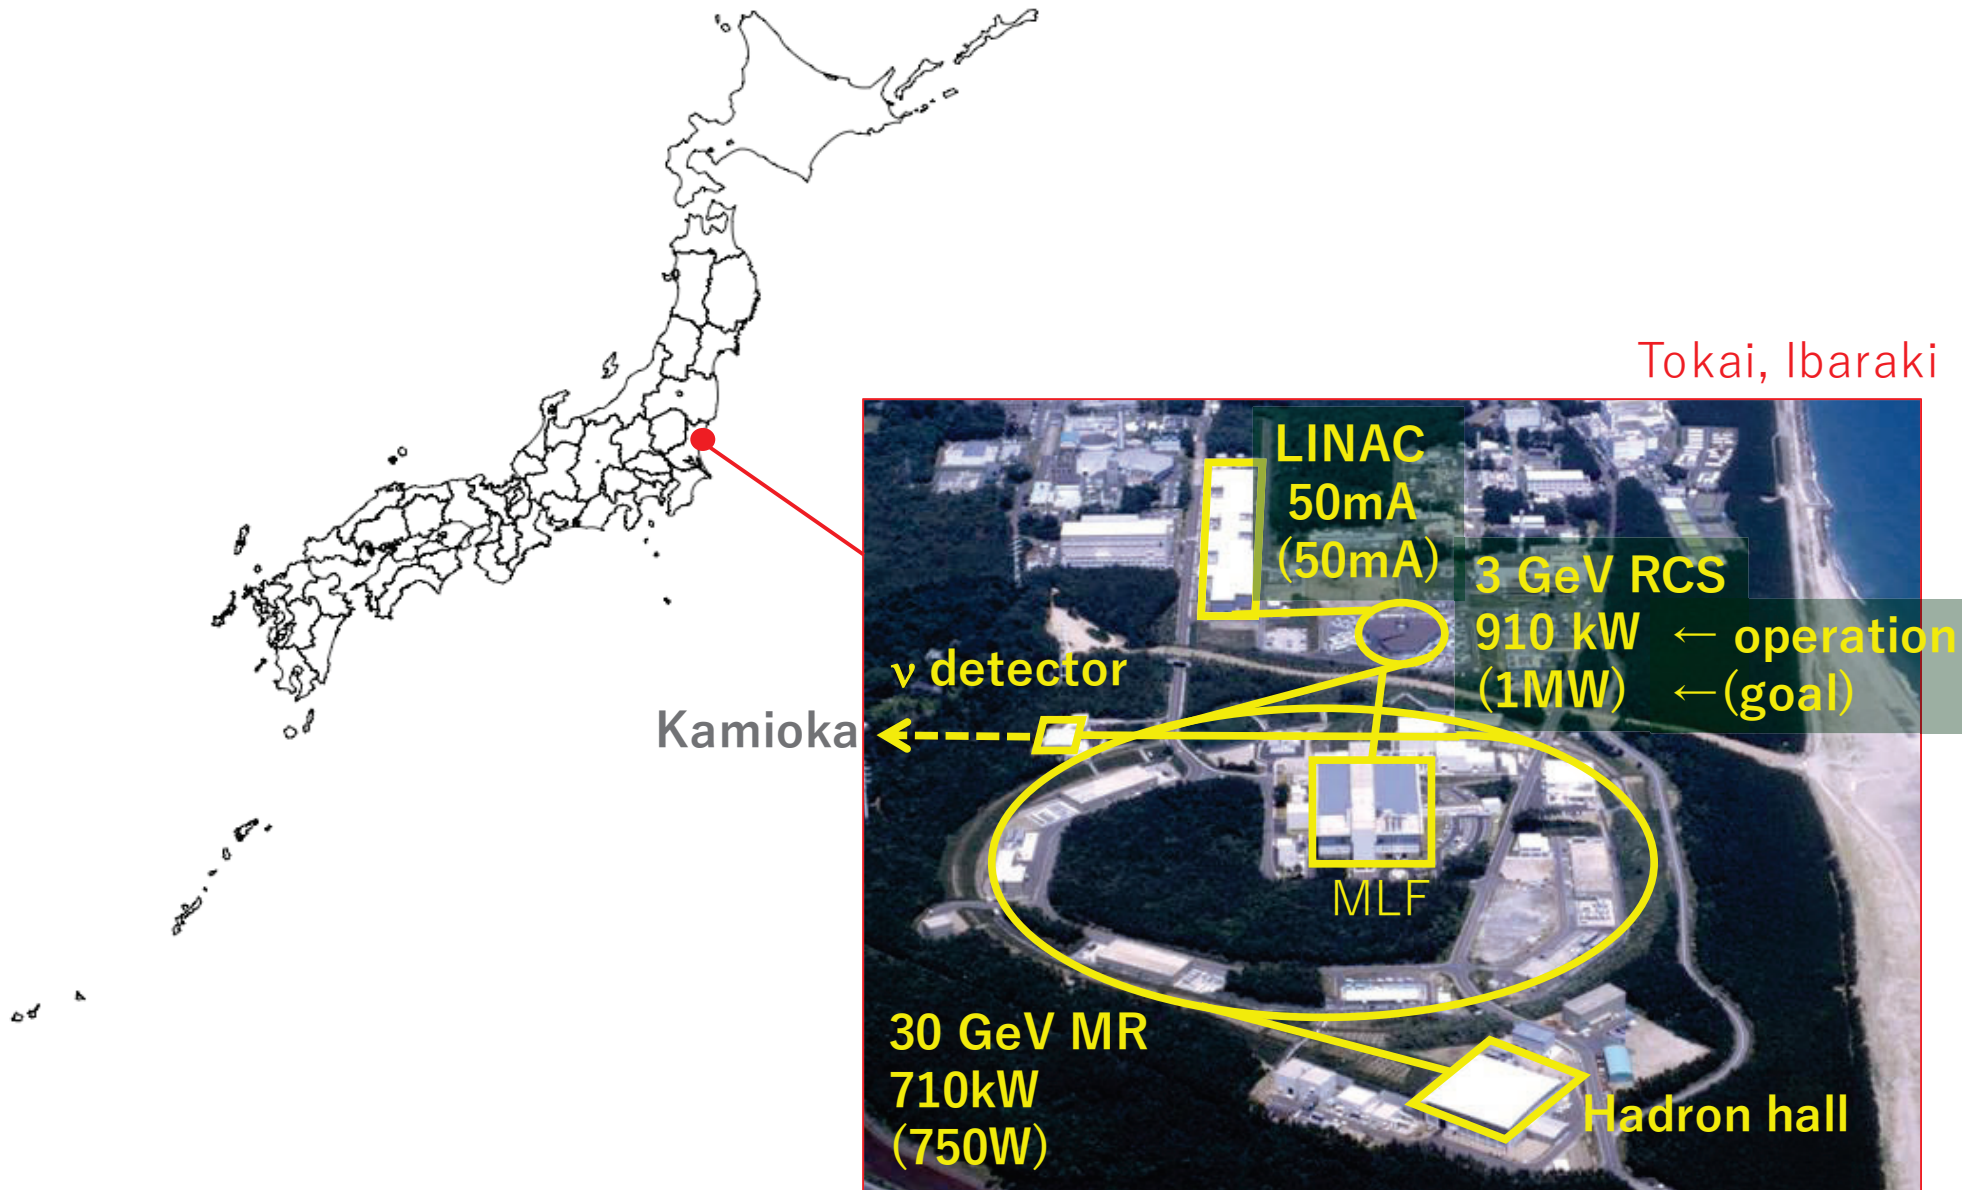 Tokai, Ibaraki
LINAC
50mA
(50mA)
3 GeV RCS
910 kW ← operation
(1MW) ←(goal)
ν detector
Kamioka
MLF
30 GeV MR
710kW
(750W)
Hadron hall